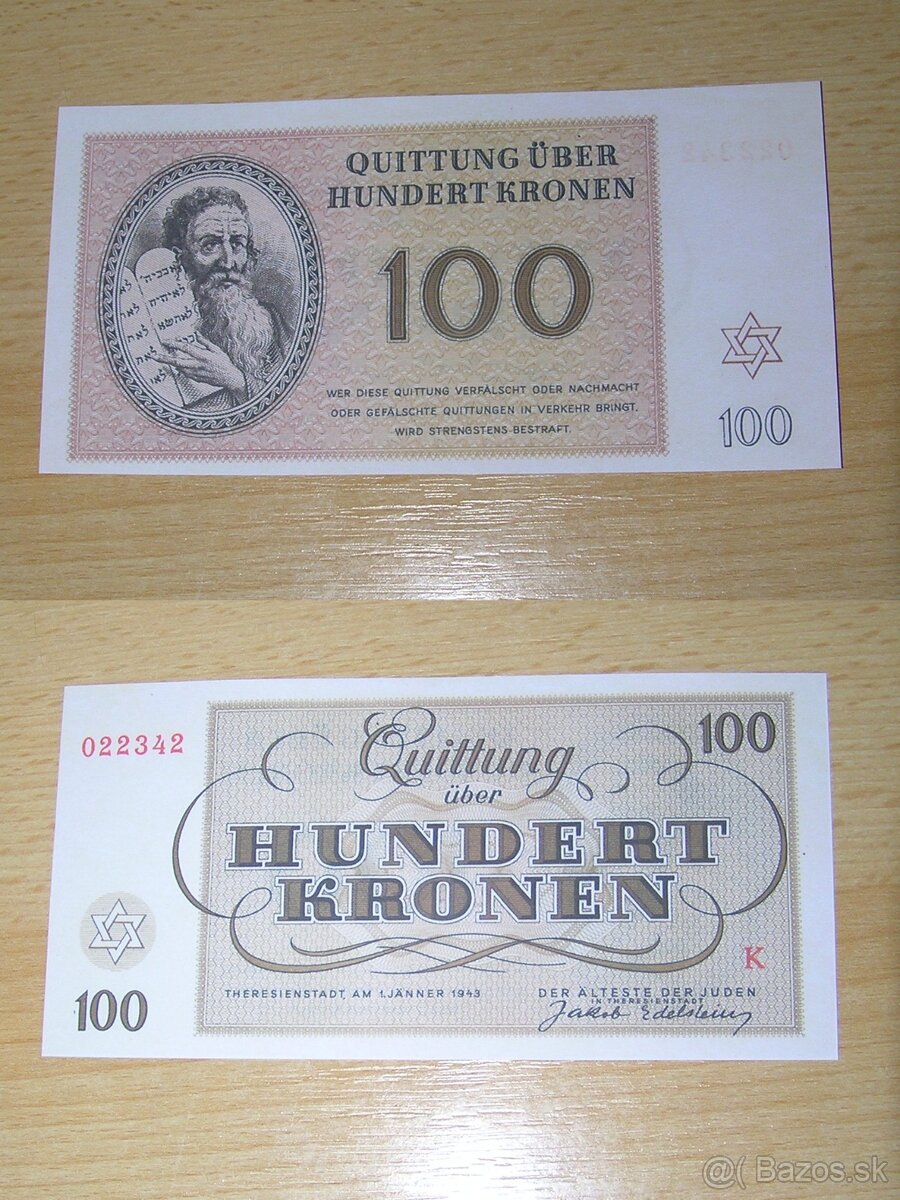 QUITTUNG ÜBER
HUNDERT KRONEN
100
WER DIESE QUITTUNG VERFÄLSCHT ODER NACHMACHT
ODER GEFÄLSCHTE QUITTUNGEN IN VERKEHR BRINGT.
WIRD STRENGSTENS BESTRAFT.
100
022342
Quittung
100
über
HUNDERT
KRONEN
K
100
THERESIENSTADT, AM 1. JÄNNER 1943
DER ÄLTESTE DER JUDEN
IN THERESIENSTADT
Jakob Edelstein
@( Bazos.sk